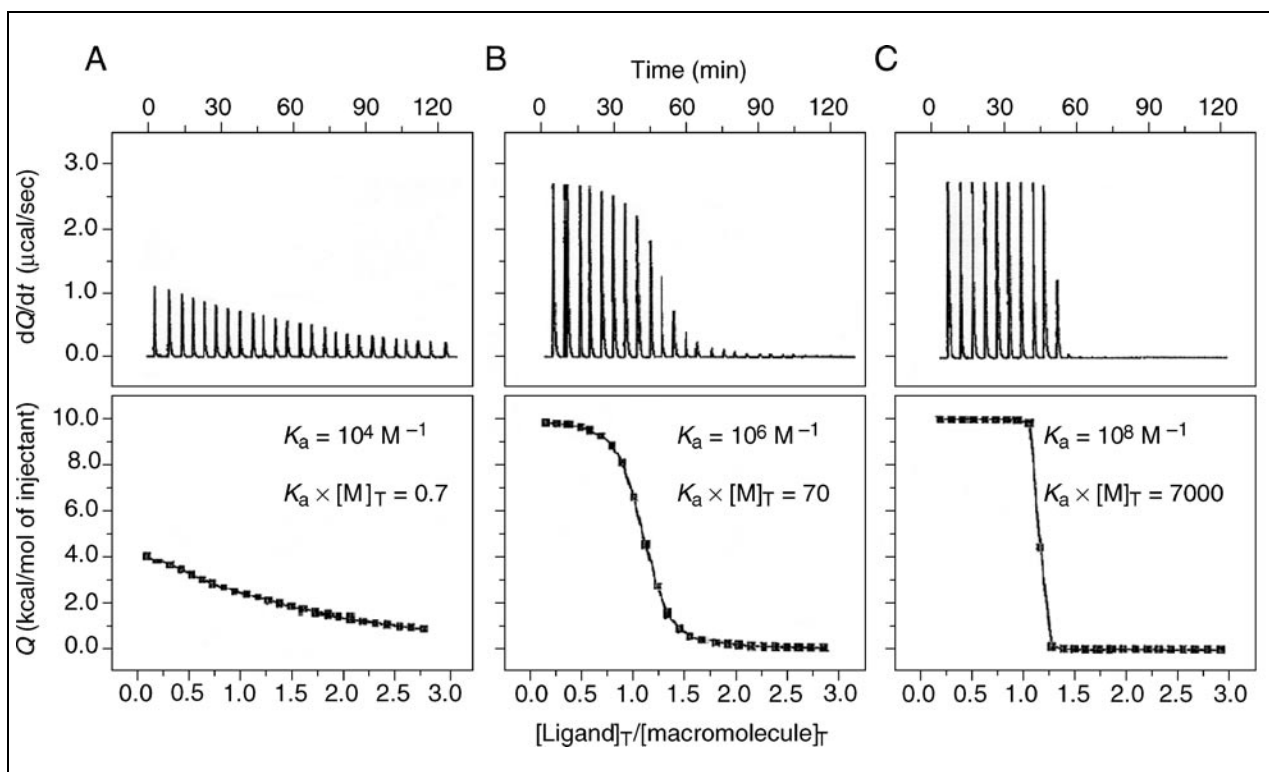 A
B
C
Time (min)
0 30 60 90 120
0 30 60 90 120
0 30 60 90 120
dQ/dt (μcal/sec)
3.0
2.0
1.0
0.0
Q (kcal/mol of injectant)
10.0
8.0
6.0
4.0
2.0
0.0
Ka = 10⁴ M⁻¹
Ka × [M]T = 0.7
Ka = 10⁶ M⁻¹
Ka × [M]T = 70
Ka = 10⁸ M⁻¹
Ka × [M]T = 7000
0.0 0.5 1.0 1.5 2.0 2.5 3.0
0.0 0.5 1.0 1.5 2.0 2.5 3.0
0.0 0.5 1.0 1.5 2.0 2.5 3.0
[Ligand]T/[macromolecule]T